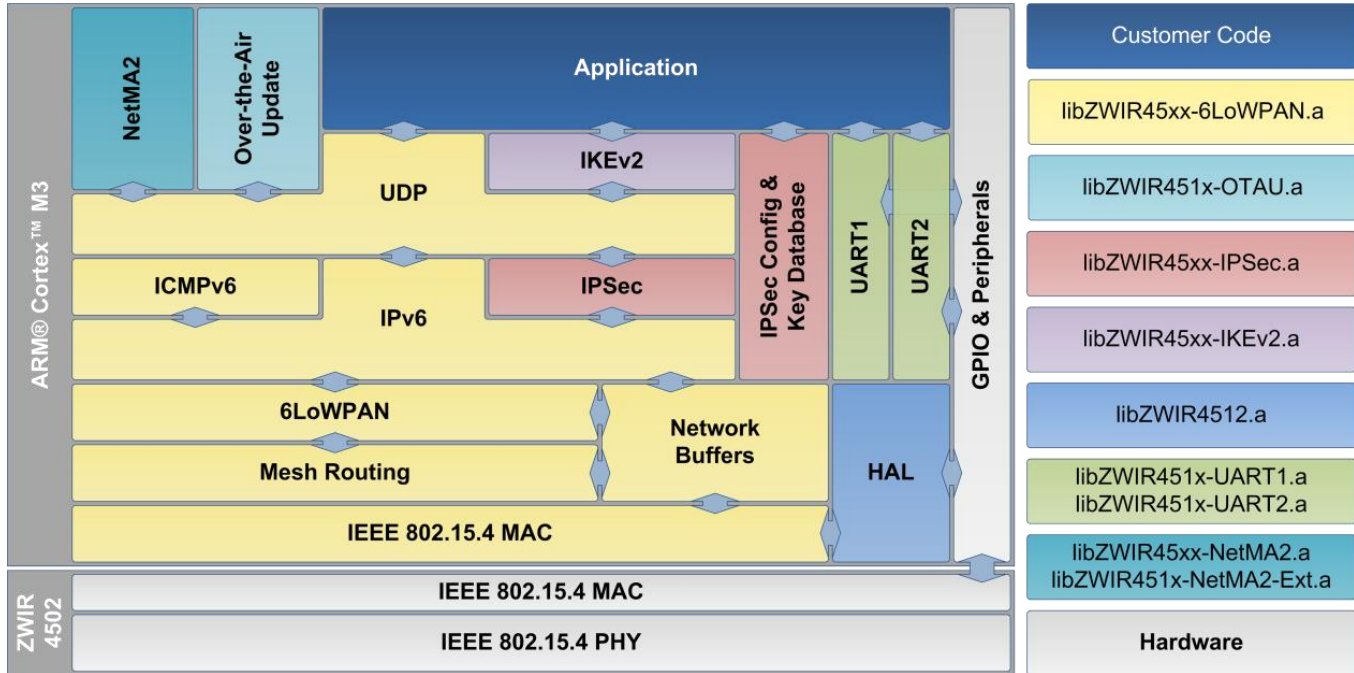 ARM® Cortex™ M3
NetMA2
Over-the-Air
Update
Application
UDP
IKEv2
IPSec Config &
Key Database
UART1
UART2
GPIO & Peripherals
ICMPv6
IPv6
IPSec
6LoWPAN
Network
Buffers
Mesh Routing
HAL
IEEE 802.15.4 MAC
ZWIR
4502
IEEE 802.15.4 MAC
IEEE 802.15.4 PHY
Customer Code
libZWIR45xx-6LoWPAN.a
libZWIR451x-OTAU.a
libZWIR45xx-IPSec.a
libZWIR45xx-IKEv2.a
libZWIR4512.a
libZWIR451x-UART1.a
libZWIR451x-UART2.a
libZWIR45xx-NetMA2.a
libZWIR451x-NetMA2-Ext.a
Hardware